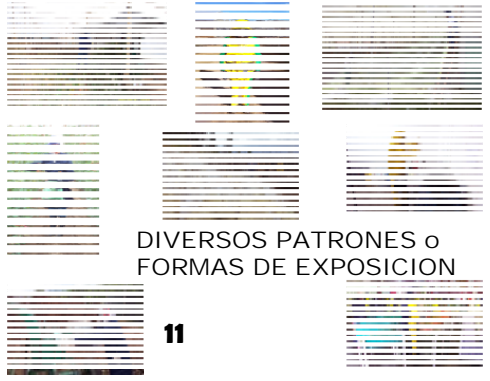 DIVERSOS PATRONES o
FORMAS DE EXPOSICION
11